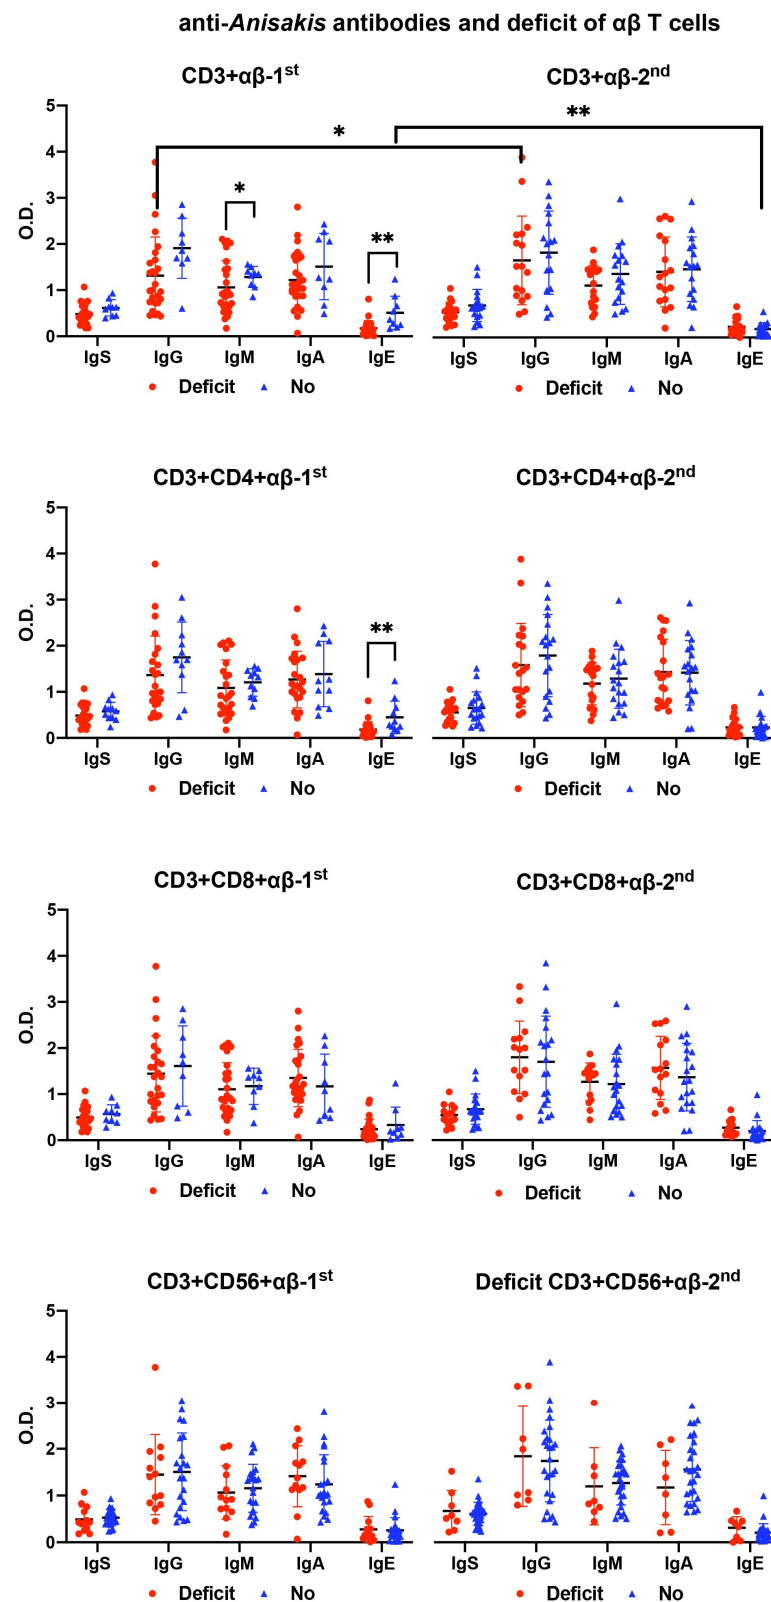 anti-Anisakis antibodies and deficit of αβ T cells
CD3+αβ-1st
CD3+αβ-2nd
5
4
3
2
1
0
O.D.
*
**
*
**
IgS IgG IgM IgA IgE
IgS IgG IgM IgA IgE
Deficit No
Deficit No
CD3+CD4+αβ-1st
CD3+CD4+αβ-2nd
5
4
3
2
1
0
O.D.
**
IgS IgG IgM IgA IgE
IgS IgG IgM IgA IgE
Deficit No
Deficit No
CD3+CD8+αβ-1st
CD3+CD8+αβ-2nd
5
4
3
2
1
0
O.D.
IgS IgG IgM IgA IgE
IgS IgG IgM IgA IgE
Deficit No
Deficit No
CD3+CD56+αβ-1st
Deficit CD3+CD56+αβ-2nd
5
4
3
2
1
0
O.D.
IgS IgG IgM IgA IgE
IgS IgG IgM IgA IgE
Deficit No
Deficit No